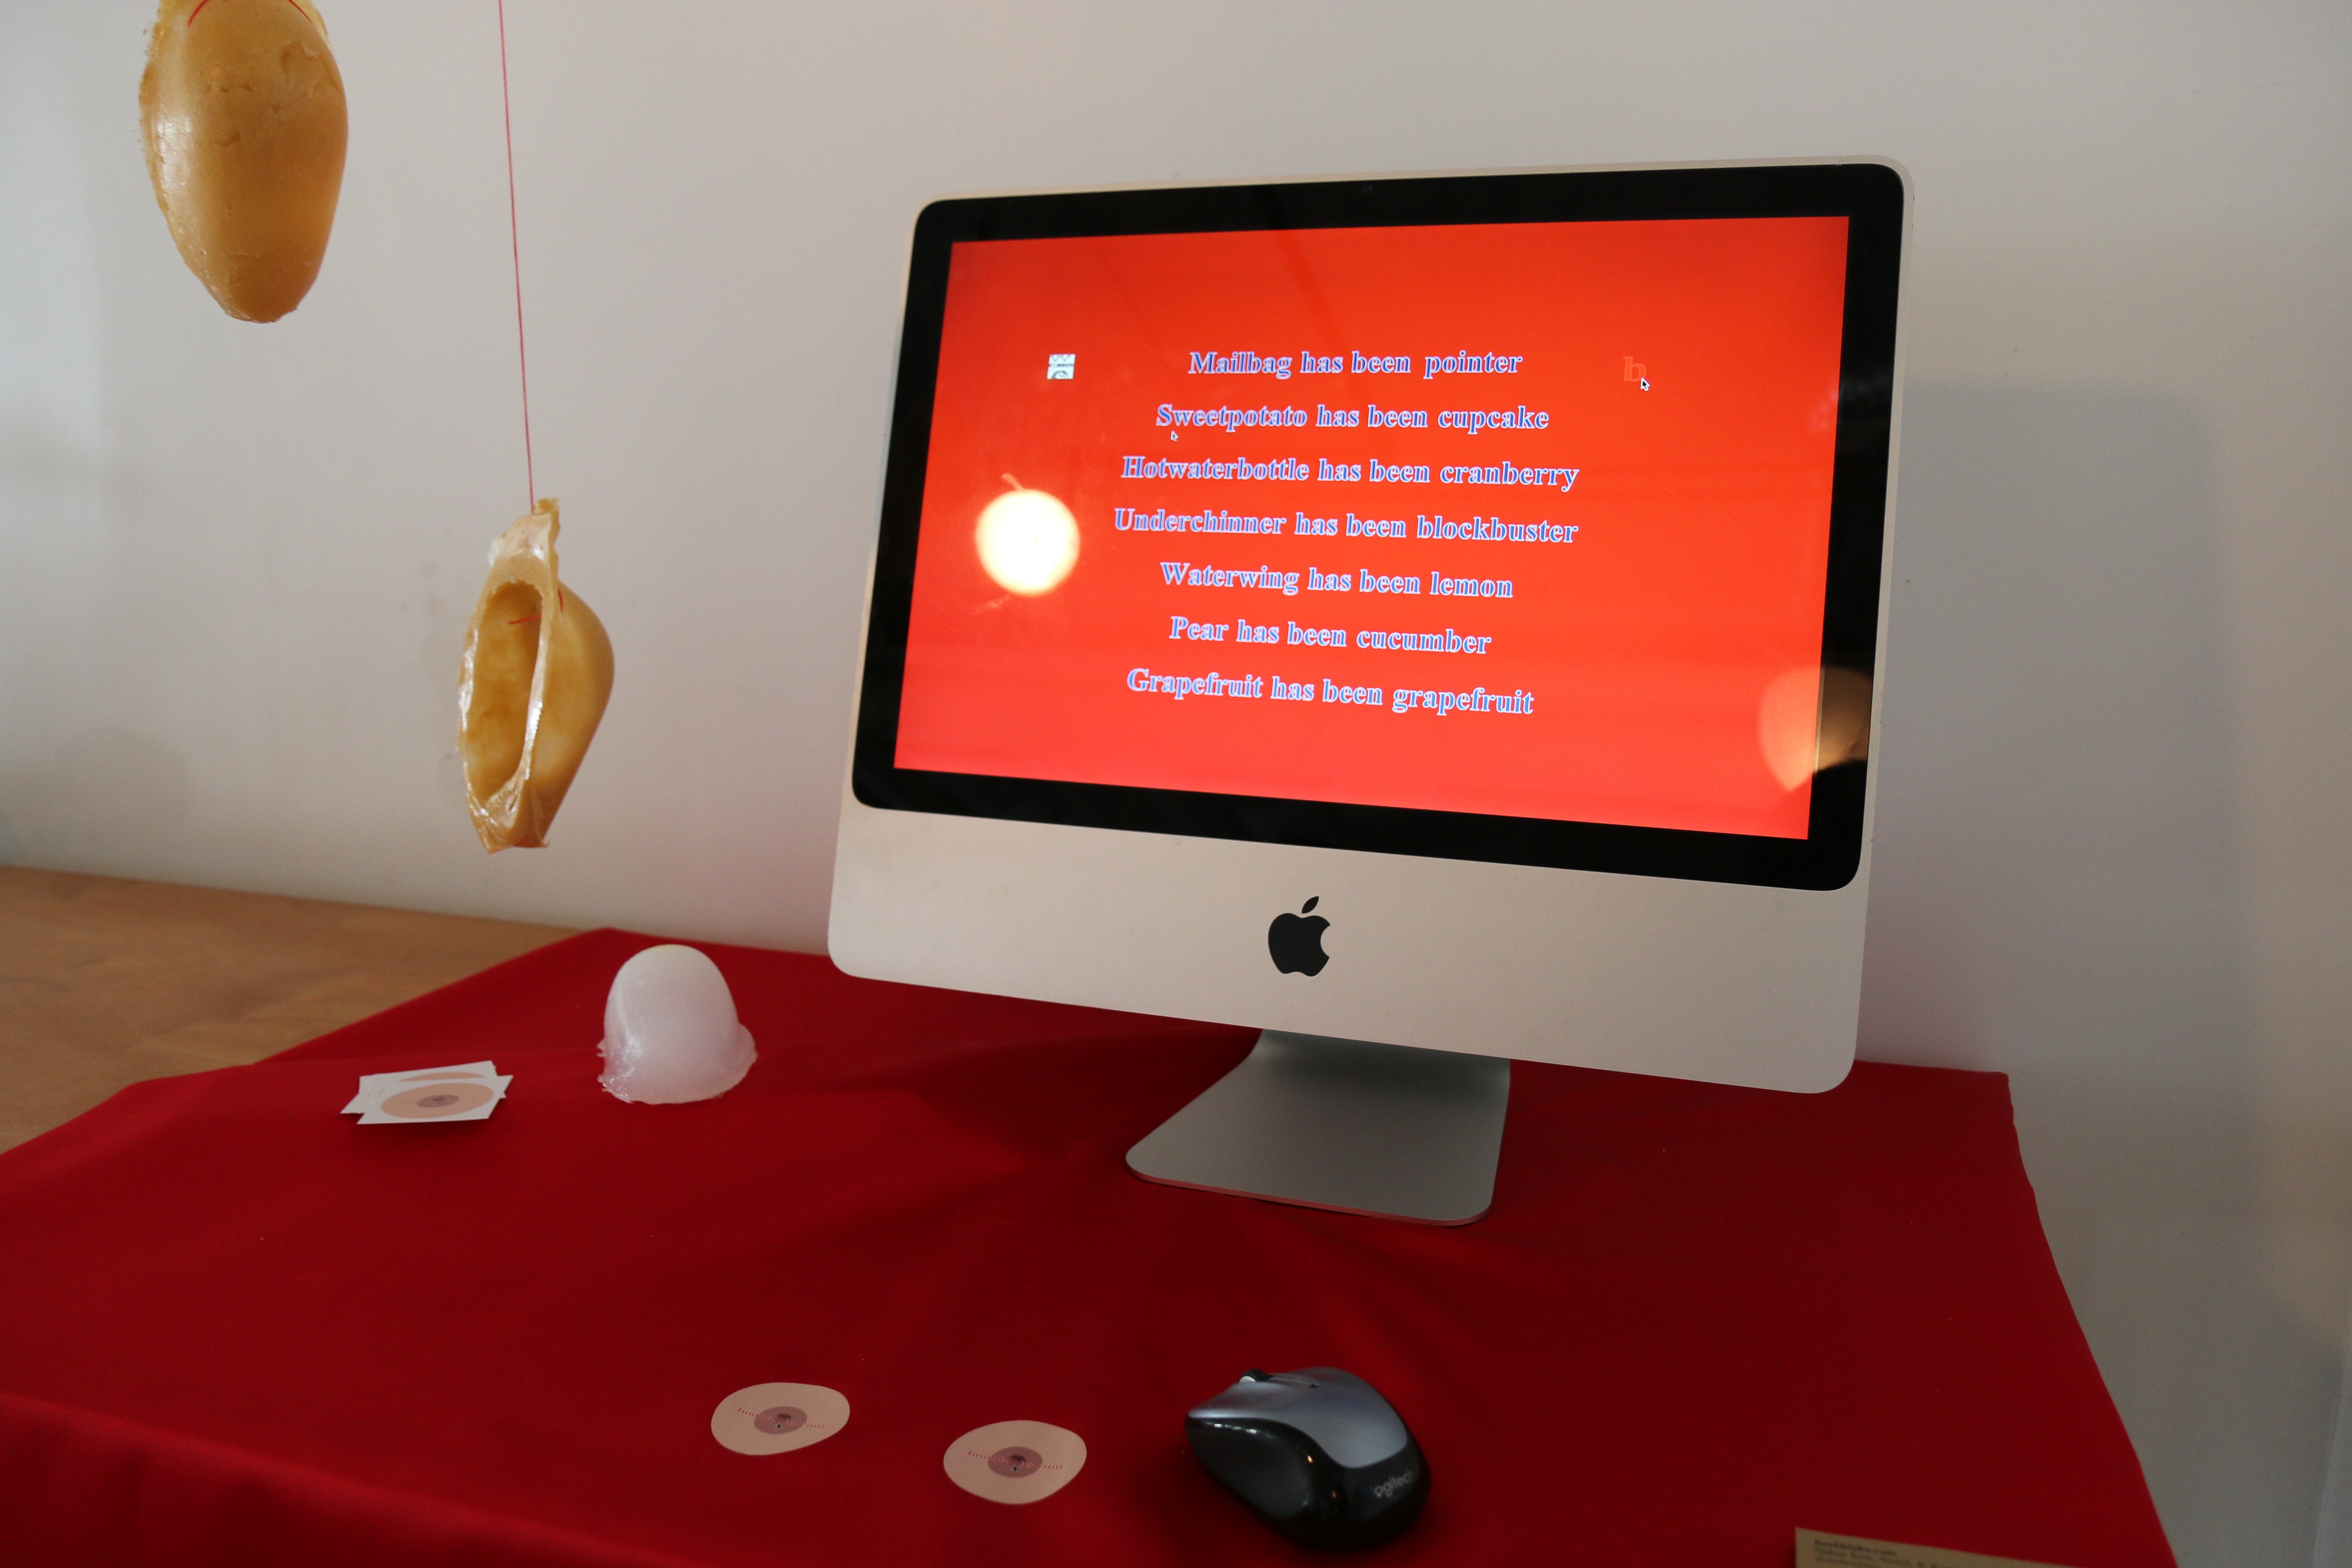 Mailbag has been pointer
b
Sweetpotato has been cupcake
Hotwaterbottle has been cranberry
Underchinner has been blockbuster
Waterwing has been lemon
Pear has been cucumber
Grapefruit has been grapefruit
logitech